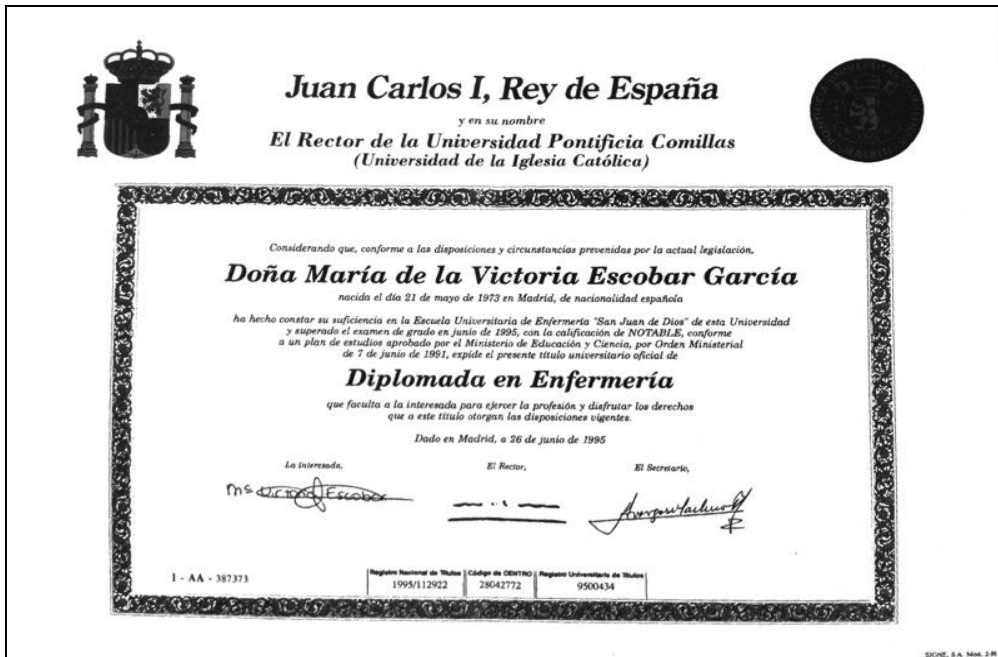 Juan Carlos I, Rey de España
y en su nombre
El Rector de la Universidad Pontificia Comillas
(Universidad de la Iglesia Católica)
Considerando que, conforme a las disposiciones y circunstancias prevenidas por la actual legislación,
Doña María de la Victoria Escobar García
nacida el día 21 de mayo de 1973 en Madrid, de nacionalidad española
ha hecho constar su suficiencia en la Escuela Universitaria de Enfermería "San Juan de Dios" de esta Universidad
y superado el examen de grado en junio de 1995, con la calificación de NOTABLE, conforme
a un plan de estudios aprobado por el Ministerio de Educación y Ciencia, por Orden Ministerial
de 7 de junio de 1991, expide el presente título universitario oficial de
Diplomada en Enfermería
que faculta a la interesada para ejercer la profesión y disfrutar los derechos
que a este título otorgan las disposiciones vigentes.
Dado en Madrid, a 26 de junio de 1995
La interesada, El Rector, El Secretario,
Mª Victoria Escobar
1 - AA - 387373
Registro Nacional de Títulos Código de CENTRO Registro Universitario de Títulos
1995/112922 28042772 9500434
SIGNE, S.A.